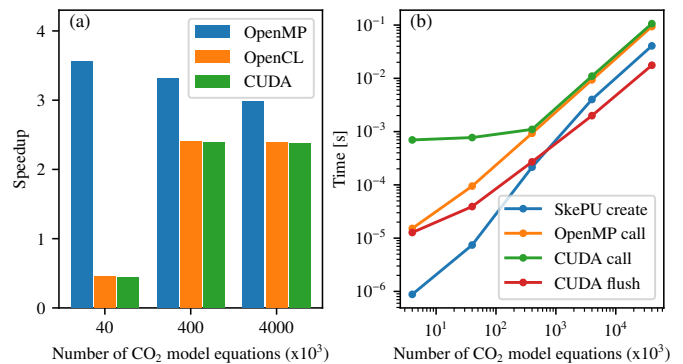 (a)
OpenMP
OpenCL
CUDA
Speedup
4
3
2
1
0
40
400
4000
Number of CO₂ model equations (x10³)
(b)
Time [s]
10⁻¹
10⁻²
10⁻³
10⁻⁴
10⁻⁵
10⁻⁶
SkePU create
OpenMP call
CUDA call
CUDA flush
10¹
10²
10³
10⁴
Number of CO₂ model equations (x10³)